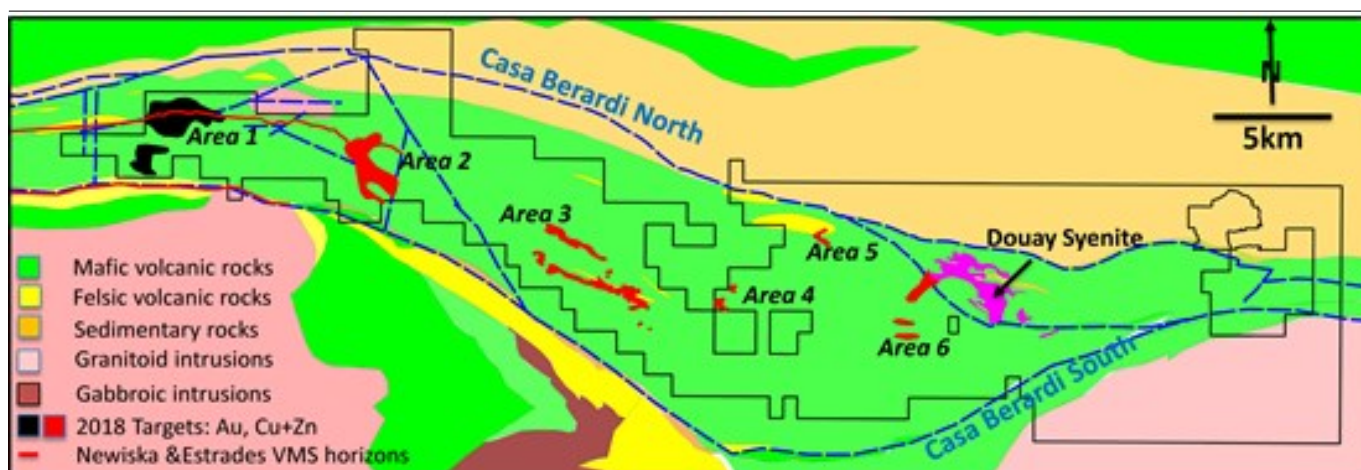 Casa Berardi North
N
5km
Area 1
Area 2
Area 3
Area 5
Douay Syenite
Area 4
Area 6
Casa Berardi South
Mafic volcanic rocks
Felsic volcanic rocks
Sedimentary rocks
Granitoid intrusions
Gabbroic intrusions
2018 Targets: Au, Cu+Zn
Newiska &Estrades VMS horizons